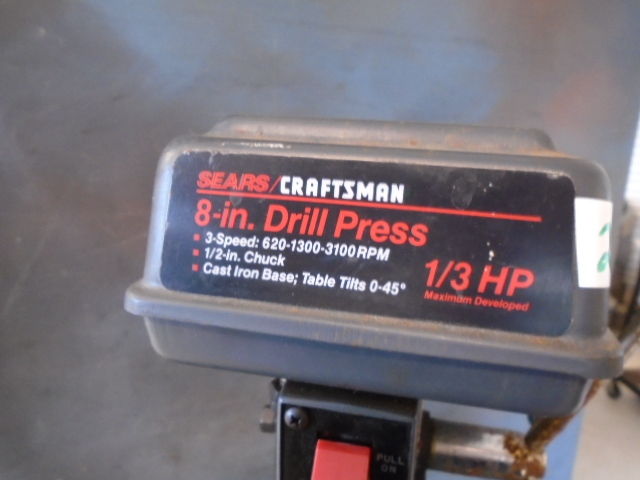 SEARS/CRAFTSMAN
8-in. Drill Press
3-Speed: 620-1300-3100 RPM
1/2-in. Chuck
Cast Iron Base; Table Tilts 0-45°
1/3 HP
Maximum Developed
PULL
ON